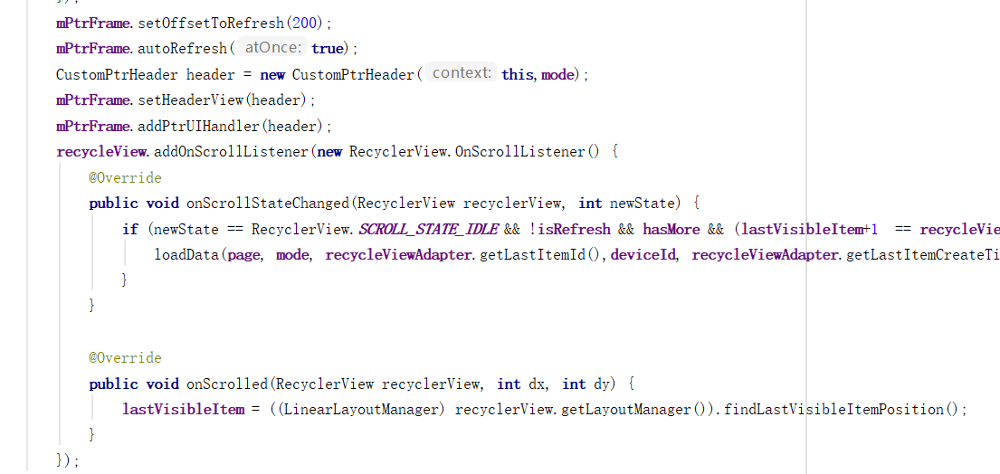 });
mPtrFrame.setOffsetToRefresh(200);
mPtrFrame.autoRefresh( atOnce: true);
CustomPtrHeader header = new CustomPtrHeader( context: this,mode);
mPtrFrame.setHeaderView(header);
mPtrFrame.addPtrUIHandler(header);
recycleView.addOnScrollListener(new RecyclerView.OnScrollListener() {
@Override
public void onScrollStateChanged(RecyclerView recyclerView, int newState) {
if (newState == RecyclerView.SCROLL_STATE_IDLE && !isRefresh && hasMore && (lastVisibleItem+1 == recycleVie
loadData(page, mode, recycleViewAdapter.getLastItemId(),deviceId, recycleViewAdapter.getLastItemCreateTi
}
}
@Override
public void onScrolled(RecyclerView recyclerView, int dx, int dy) {
lastVisibleItem = ((LinearLayoutManager) recyclerView.getLayoutManager()).findLastVisibleItemPosition();
}
});